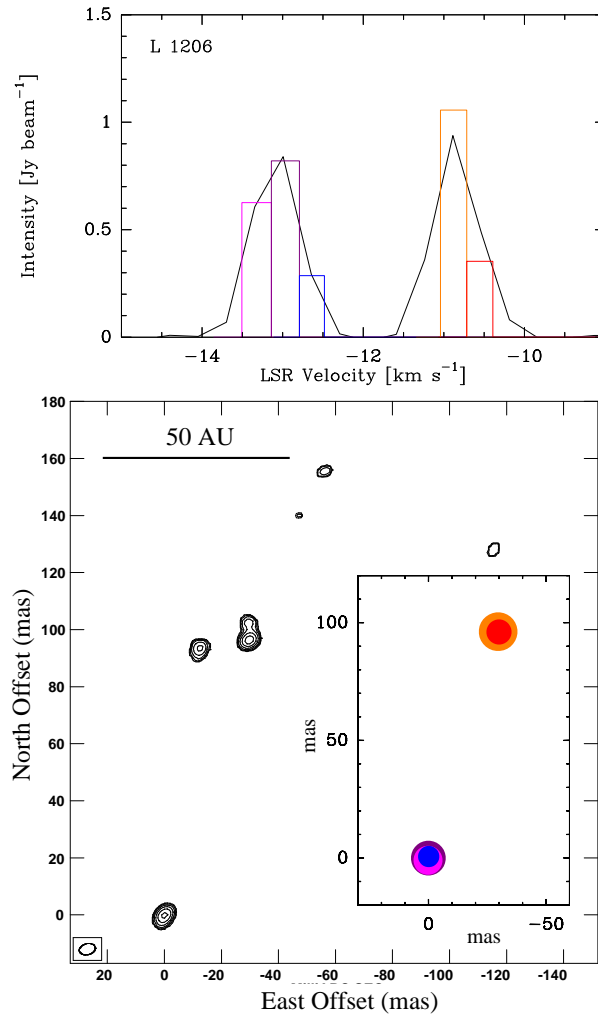 1.5
L 1206
1
0.5
0
Intensity [Jy beam⁻¹]
−14 −12 −10
LSR Velocity [km s⁻¹]
180
50 AU
160
140
120
100
80
60
40
20
0
North Offset (mas)
100
50
0
mas
0 −50
mas
20 0 -20 -40 -60 -80 -100 -120 -140
East Offset (mas)